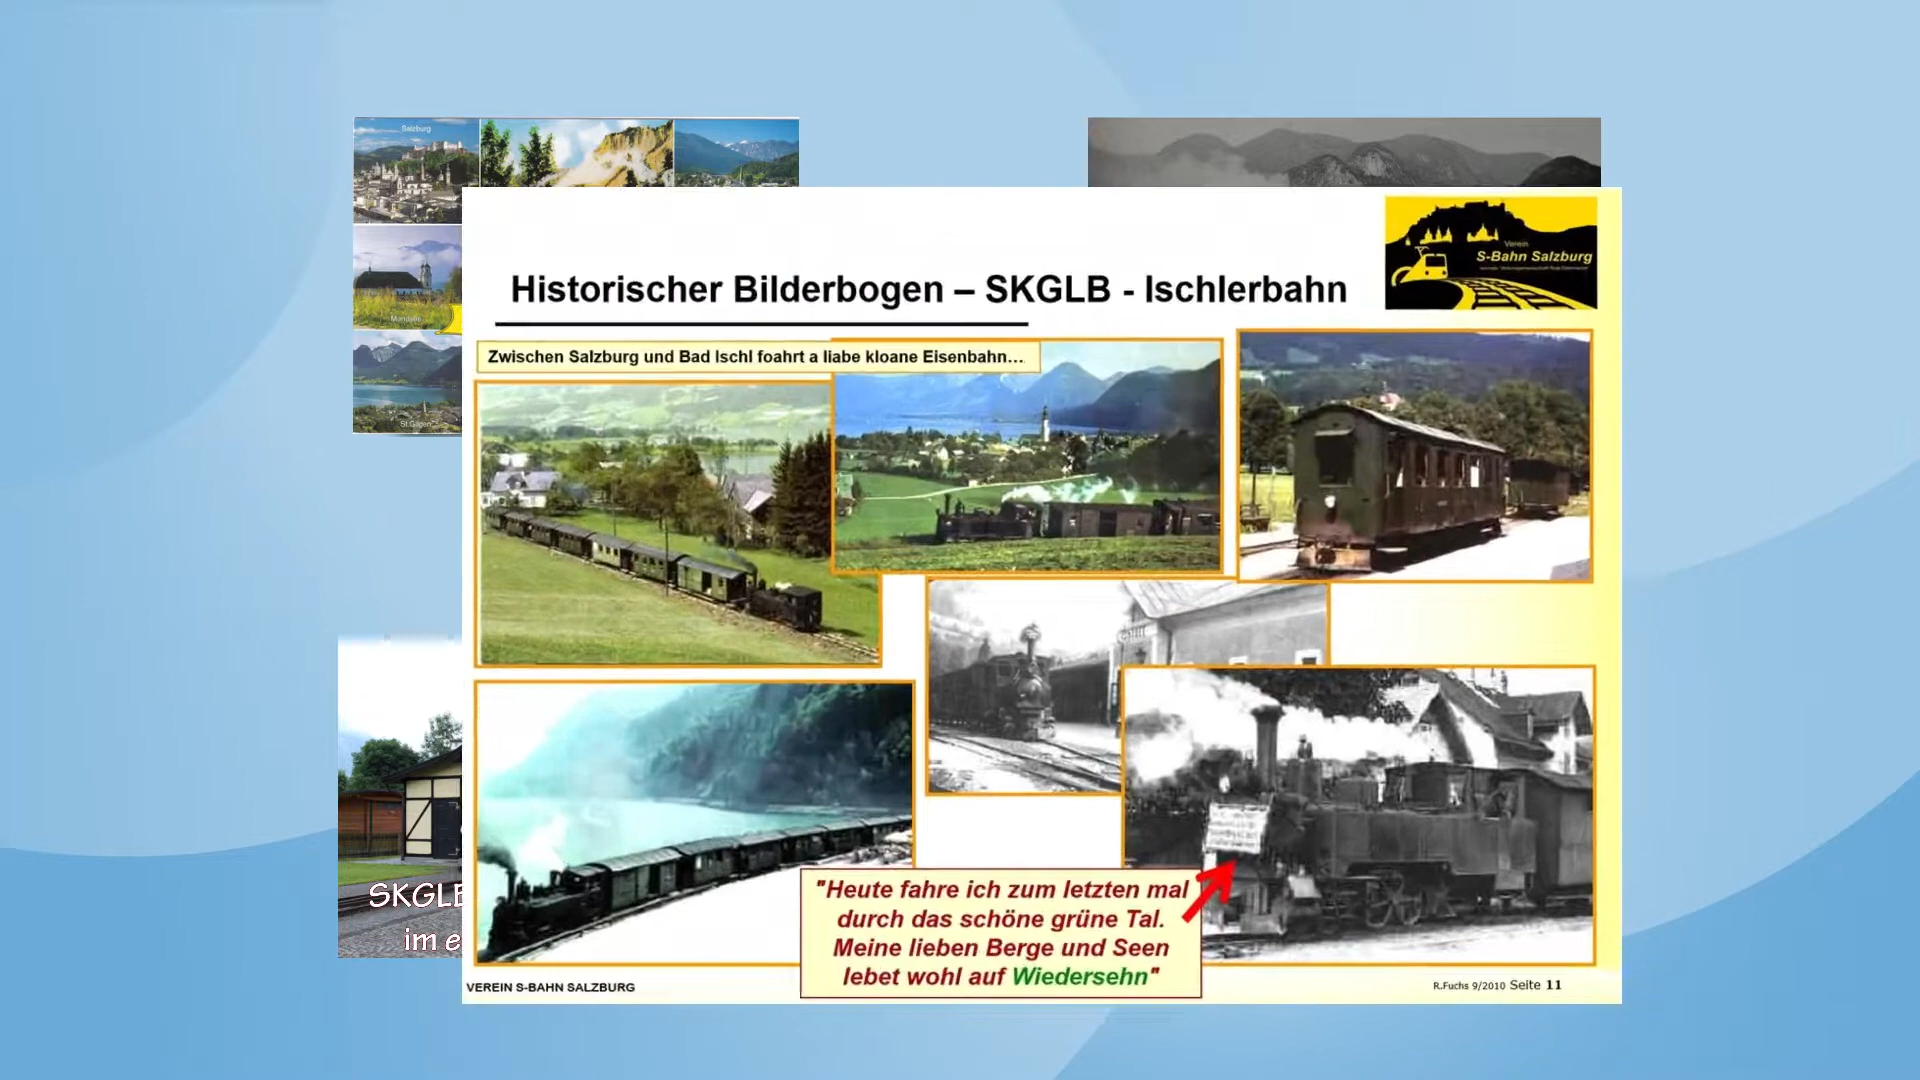 Salzburg
Mondsee
St.Gilgen
Verein
S-Bahn Salzburg
Historischer Bilderbogen – SKGLB - Ischlerbahn
Zwischen Salzburg und Bad Ischl foahrt a liabe kloane Eisenbahn…
"Heute fahre ich zum letzten mal
durch das schöne grüne Tal.
Meine lieben Berge und Seen
lebet wohl auf Wiedersehn"
SKGLB
im e
VEREIN S-BAHN SALZBURG
R.Fuchs 9/2010 Seite 11